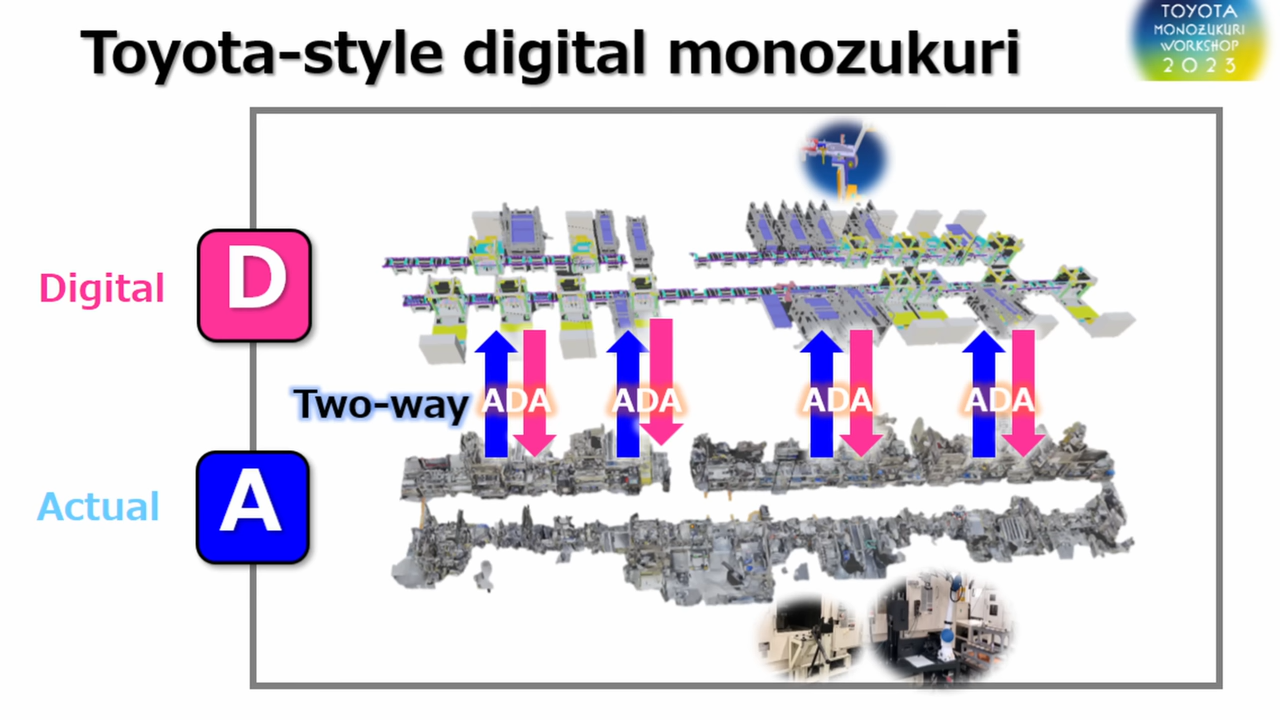 Toyota-style digital monozukuri
TOYOTA
MONOZUKURI
WORKSHOP
2023
Digital
D
Two-way
ADA
ADA
ADA
ADA
Actual
A